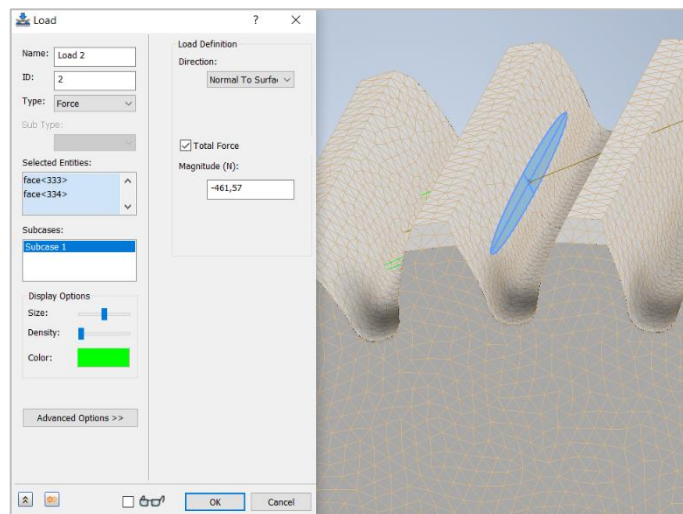 Load
?
Name: Load 2
ID: 2
Type: Force
Sub Type:
Selected Entities:
face<333>
face<334>
Subcases:
Subcase 1
Display Options
Size:
Density:
Color:
Advanced Options >>
Load Definition
Direction:
Normal To Surfa
Total Force
Magnitude (N):
-461,57
OK Cancel